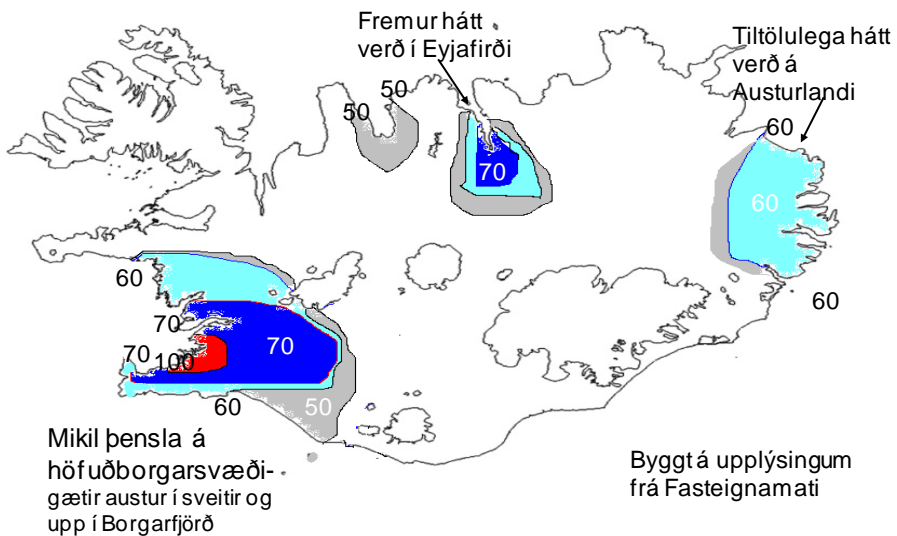 Fremur hátt
verð í Eyjafirði
Tiltölulega hátt
verð á
Austurlandi
50
50
60
70
60
60
60
70
70
70
100
60
50
Mikil þensla á
höfuðborgarsvæði-
gætir austur í sveitir og
upp í Borgarfjörð
Byggt á upplýsingum
frá Fasteignamati